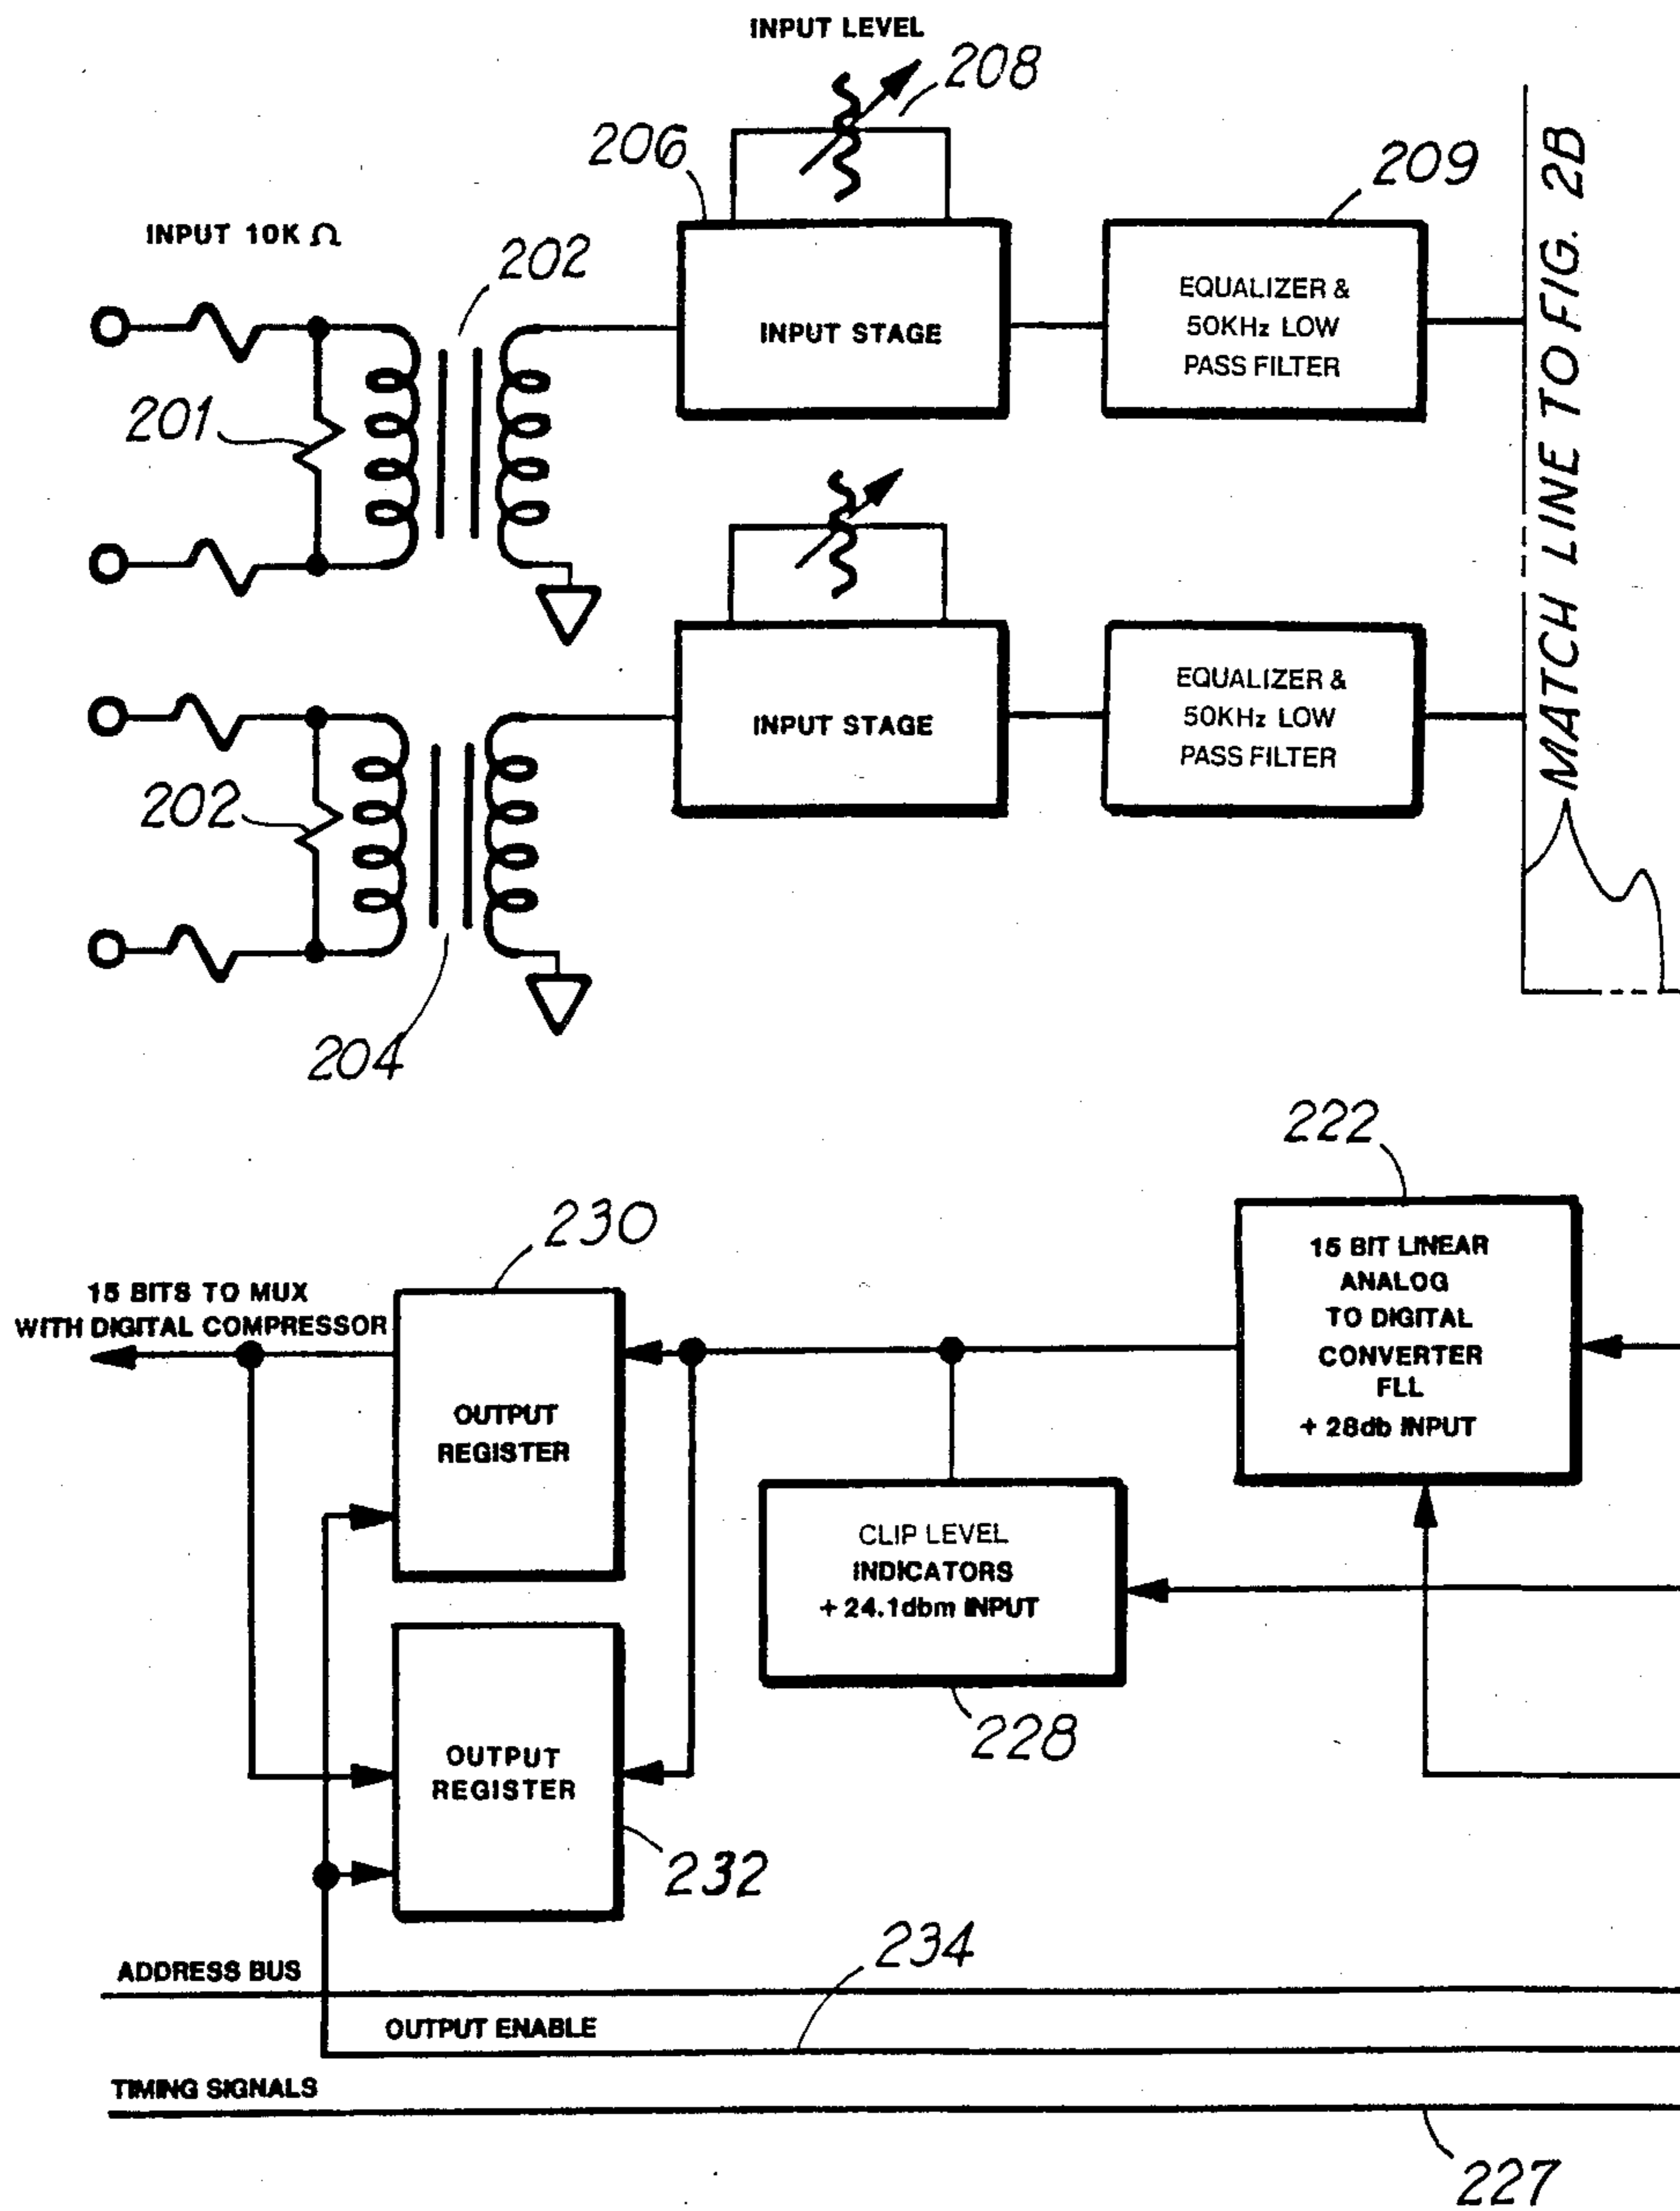 INPUT LEVEL
208
206
209
INPUT 10K Ω
202
INPUT STAGE
EQUALIZER &
50KHz LOW
PASS FILTER
201
MATCH LINE TO FIG. 2B
INPUT STAGE
EQUALIZER &
50KHz LOW
PASS FILTER
202
204
222
230
15 BITS TO MUX
WITH DIGITAL COMPRESSOR
15 BIT LINEAR
ANALOG
TO DIGITAL
CONVERTER
FLL
+ 28db INPUT
OUTPUT
REGISTER
CLIP LEVEL
INDICATORS
+ 24.1dbm INPUT
228
OUTPUT
REGISTER
232
234
ADDRESS BUS
OUTPUT ENABLE
TIMING SIGNALS
227